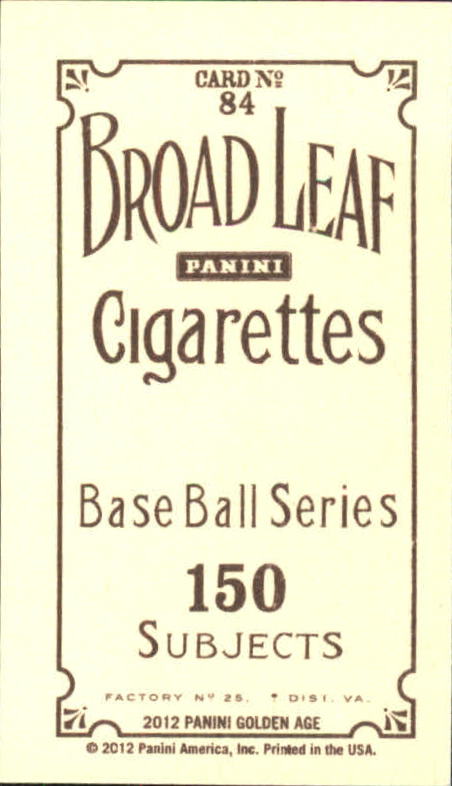 CARD Nº
84
BROAD LEAF
PANINI
Cigarettes
Base Ball Series
150
SUBJECTS
FACTORY Nº 25. DIST. VA.
2012 PANINI GOLDEN AGE
© 2012 Panini America, Inc. Printed in the USA.